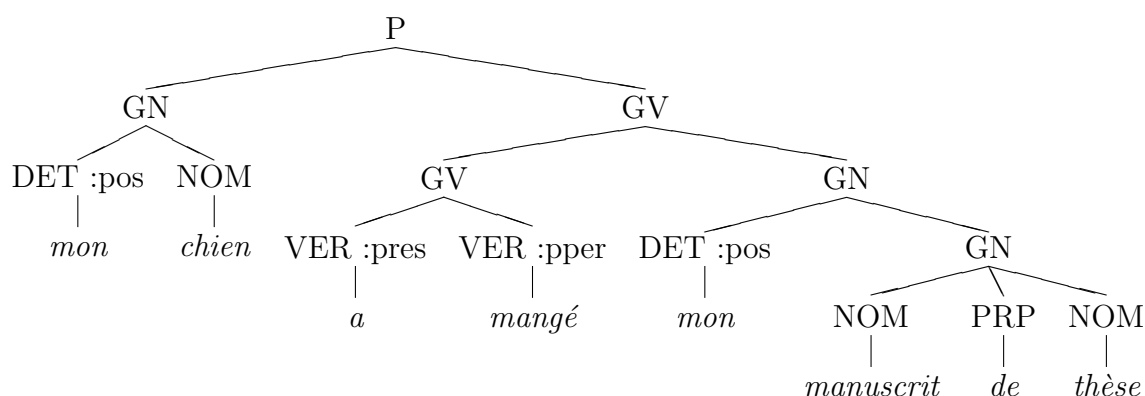 P
GN GV
DET :pos NOM GV GN
mon chien VER :pres VER :pper DET :pos GN
a mangé mon NOM PRP NOM
manuscrit de thèse